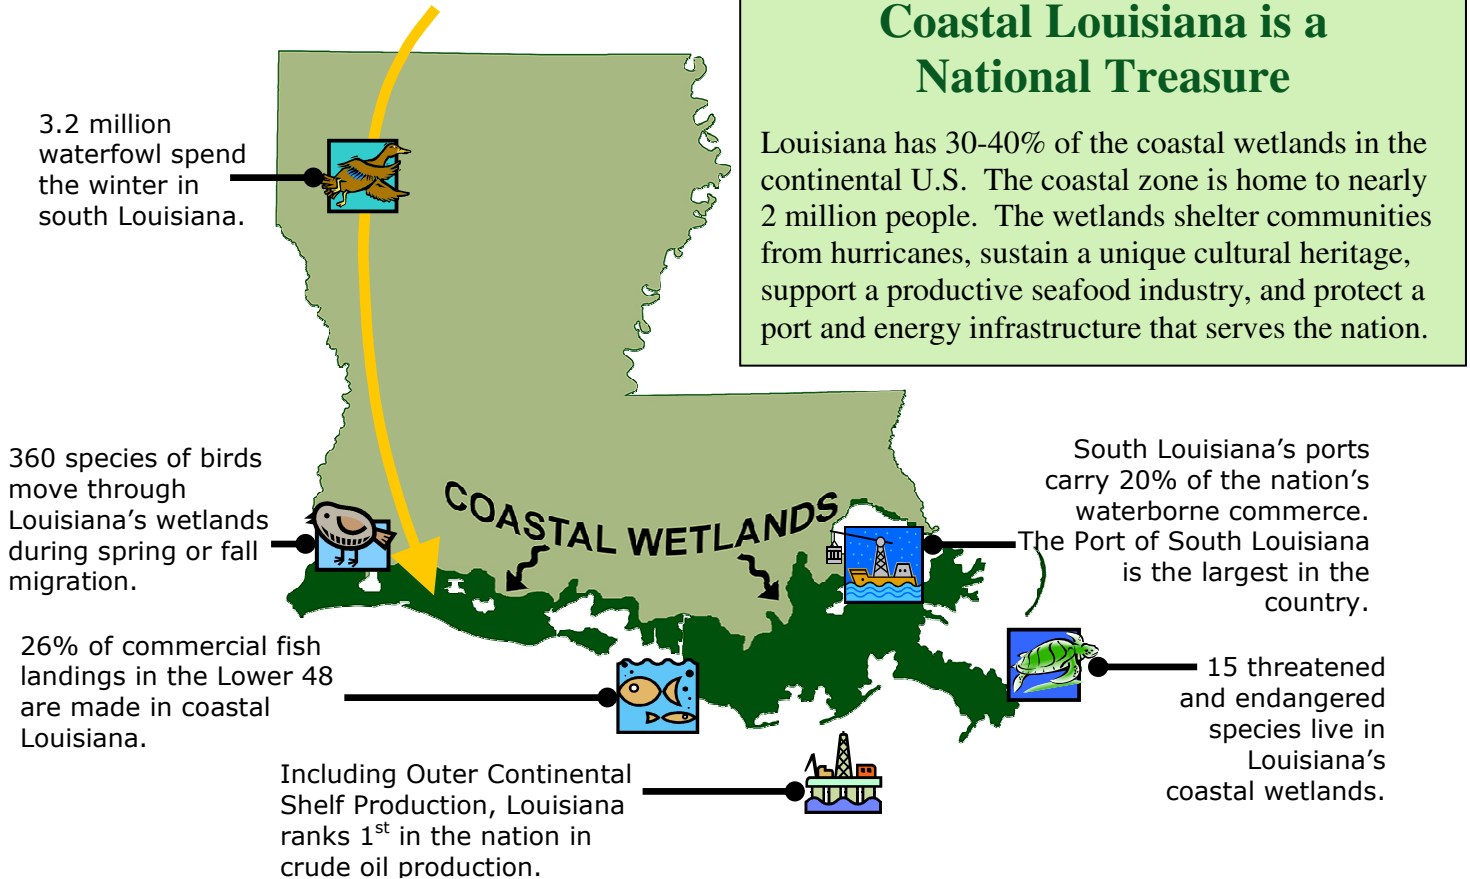 Coastal Louisiana is a
National Treasure
Louisiana has 30-40% of the coastal wetlands in the
continental U.S. The coastal zone is home to nearly
2 million people. The wetlands shelter communities
from hurricanes, sustain a unique cultural heritage,
support a productive seafood industry, and protect a
port and energy infrastructure that serves the nation.
3.2 million
waterfowl spend
the winter in
south Louisiana.
360 species of birds
move through
Louisiana’s wetlands
during spring or fall
migration.
COASTAL WETLANDS
South Louisiana’s ports
carry 20% of the nation’s
waterborne commerce.
The Port of South Louisiana
is the largest in the
country.
26% of commercial fish
landings in the Lower 48
are made in coastal
Louisiana.
15 threatened
and endangered
species live in
Louisiana’s
coastal wetlands.
Including Outer Continental
Shelf Production, Louisiana
ranks 1st in the nation in
crude oil production.